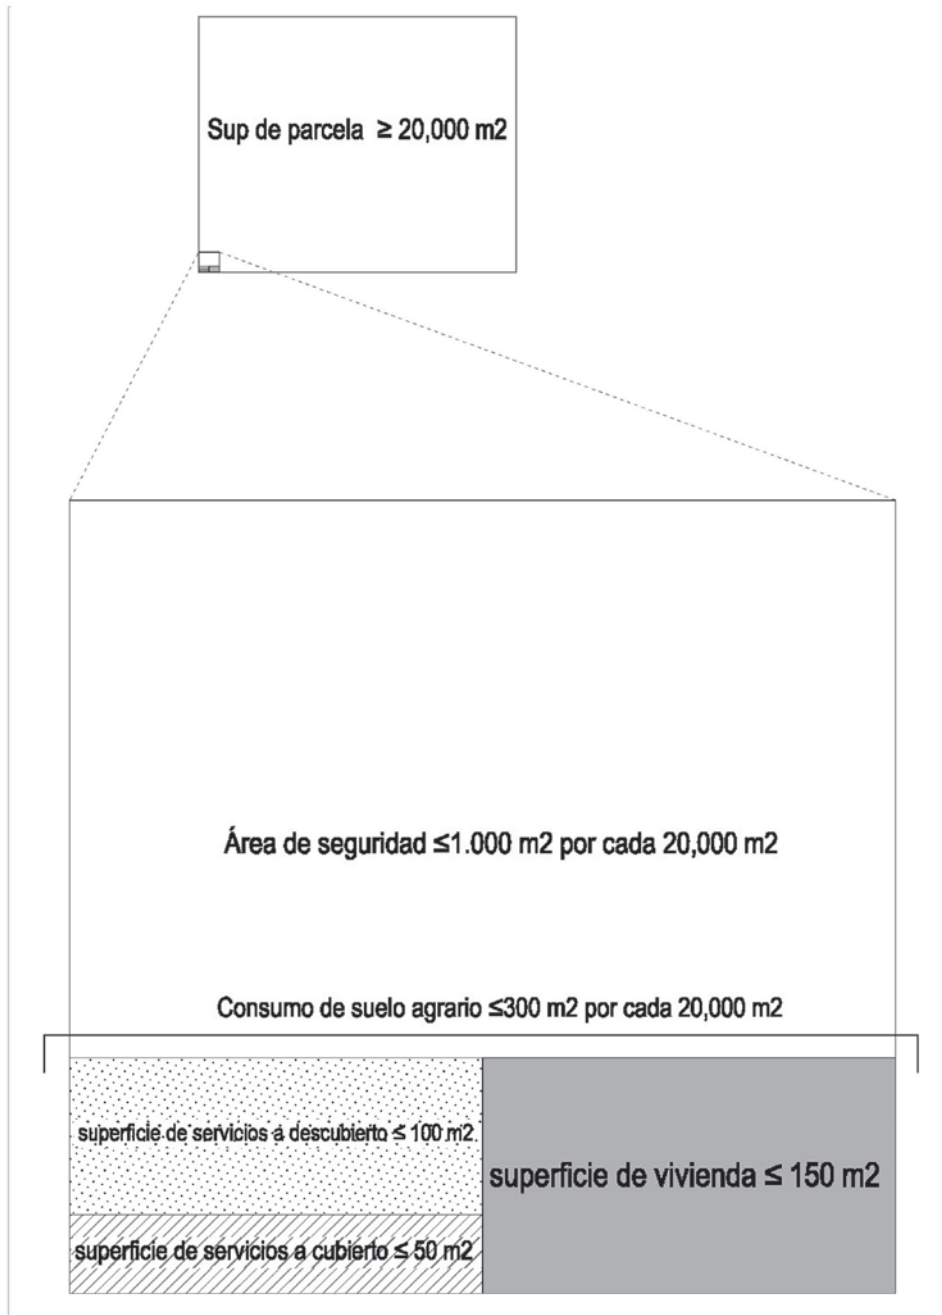 Sup de parcela ≥ 20,000 m2
Área de seguridad ≤1.000 m2 por cada 20,000 m2
Consumo de suelo agrario ≤300 m2 por cada 20,000 m2
superficie de servicios a descubierto ≤ 100 m2
superficie de vivienda ≤ 150 m2
superficie de servicios a cubierto ≤ 50 m2